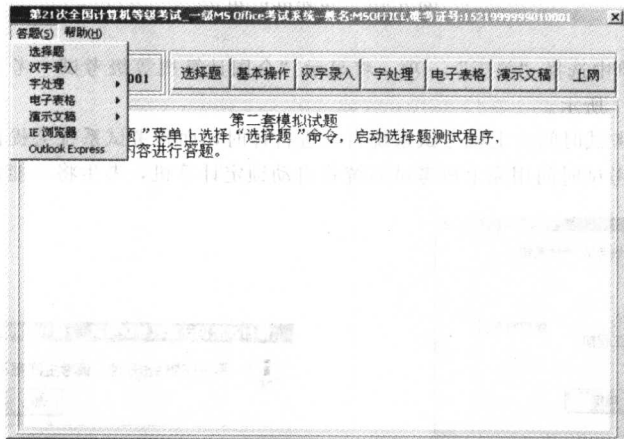 第21次全国计算机等级考试_一级MS Office考试系统--姓名:MSOFFICE,准考证号:1521999999010001
答题(S) 帮助(H)
选择题
汉字录入
字处理
电子表格
演示文稿
IE 浏览器
Outlook Express
001 选择题 基本操作 汉字录入 字处理 电子表格 演示文稿 上网
第二套模拟试题
题”菜单上选择“选择题”命令，启动选择题测试程序，
内容进行答题。